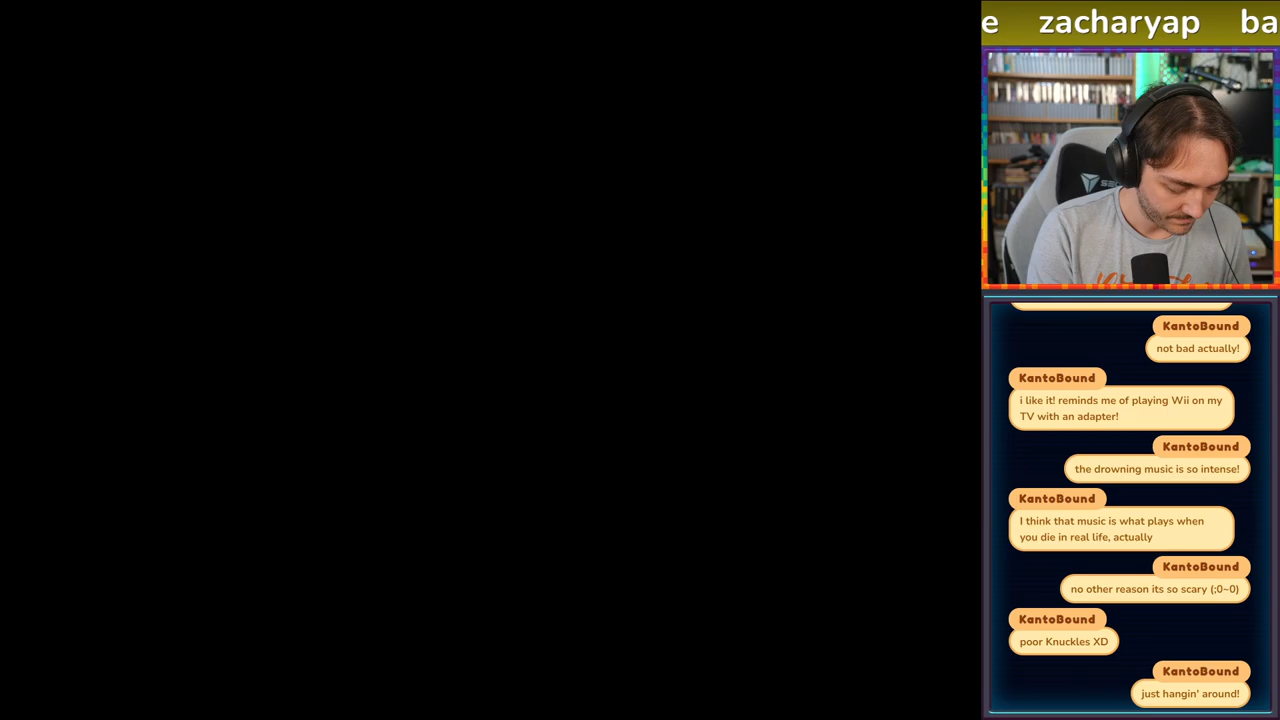 e zacharyap ba
KantoBound
not bad actually!
KantoBound
i like it! reminds me of playing Wii on my
TV with an adapter!
KantoBound
the drowning music is so intense!
KantoBound
I think that music is what plays when
you die in real life, actually
KantoBound
no other reason its so scary (;0~0)
KantoBound
poor Knuckles XD
KantoBound
just hangin' around!